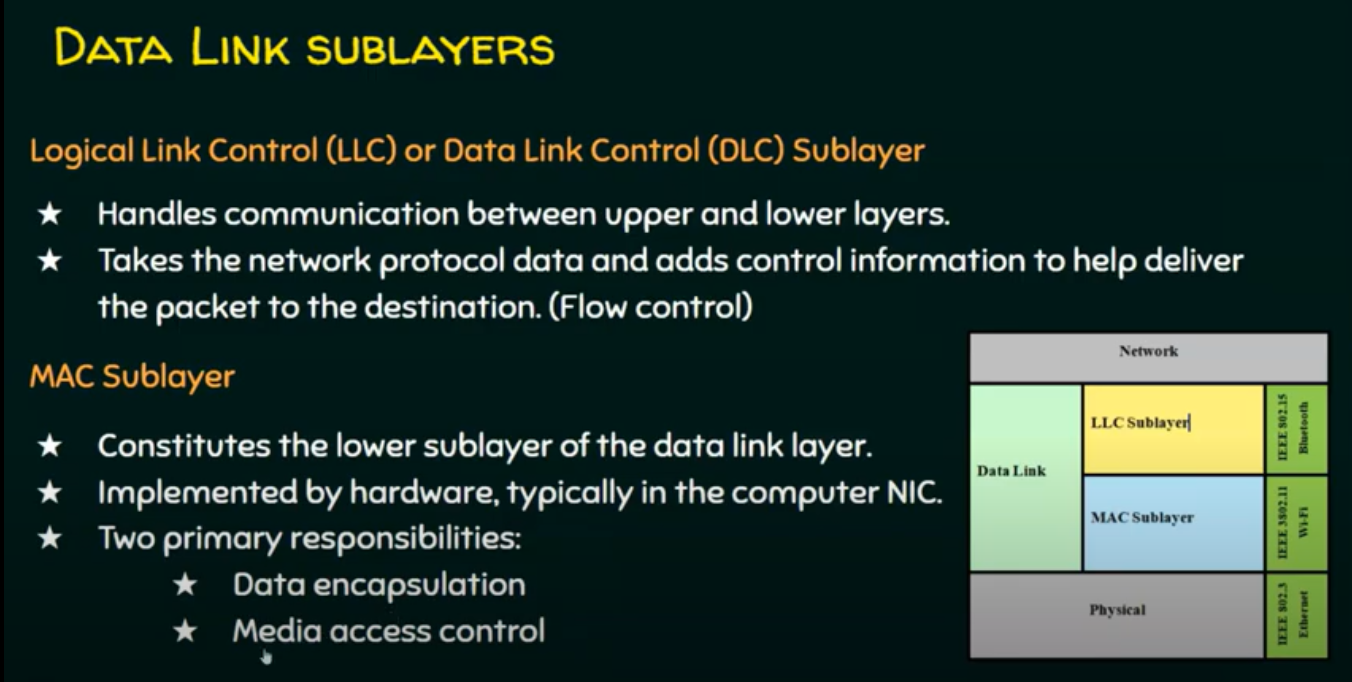 DATA LINK SUBLAYERS
Logical Link Control (LLC) or Data Link Control (DLC) Sublayer
★ Handles communication between upper and lower layers.
★ Takes the network protocol data and adds control information to help deliver
the packet to the destination. (Flow control)
MAC Sublayer
★ Constitutes the lower sublayer of the data link layer.
★ Implemented by hardware, typically in the computer NIC.
★ Two primary responsibilities:
★ Data encapsulation
★ Media access control
Network
Data Link
LLC Sublayer
MAC Sublayer
Physical
IEEE 802.15
Bluetooth
IEEE 3802.11
Wi-Fi
IEEE 802.3
Ethernet